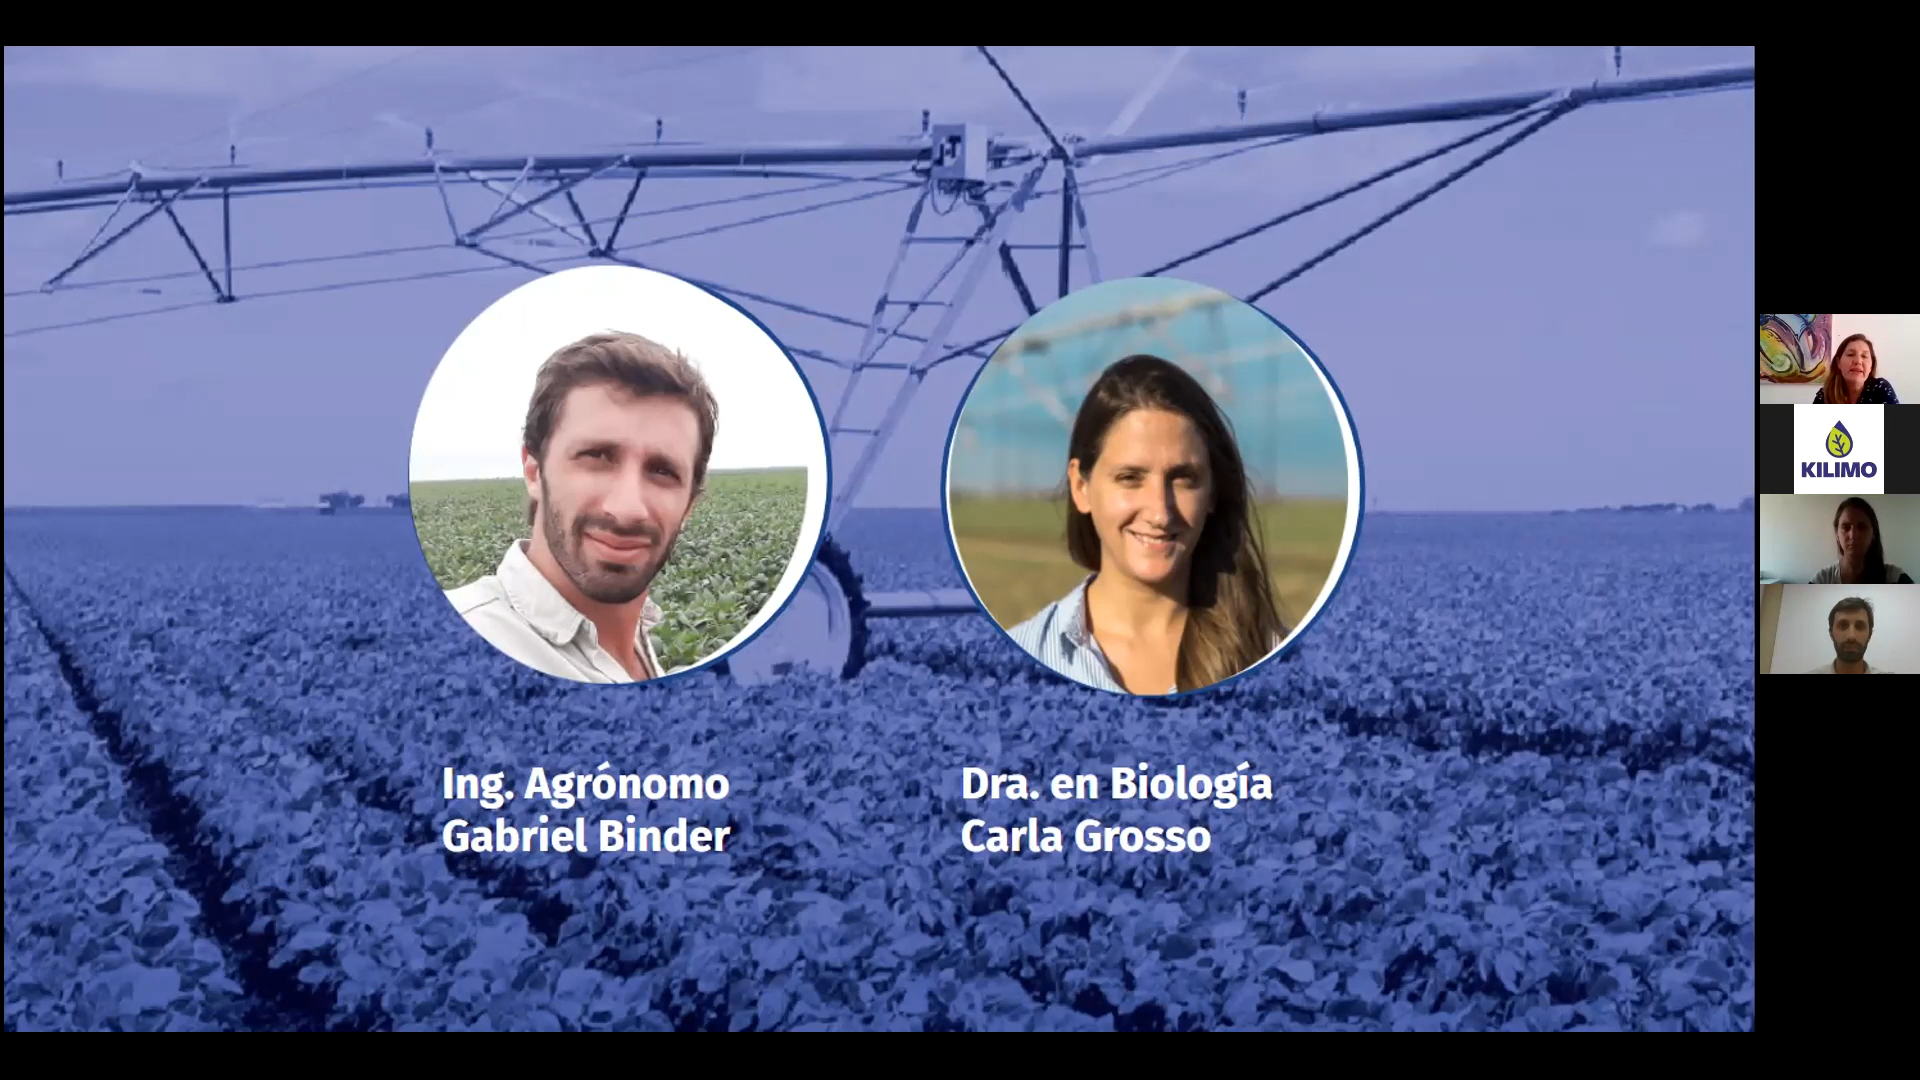 Ing. Agrónomo
Gabriel Binder
Dra. en Biología
Carla Grosso
KILIMO